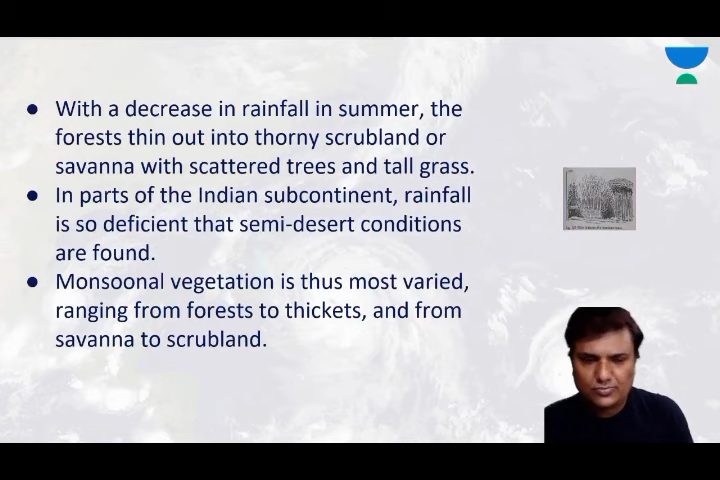 ● With a decrease in rainfall in summer, the
forests thin out into thorny scrubland or
savanna with scattered trees and tall grass.
● In parts of the Indian subcontinent, rainfall
is so deficient that semi-desert conditions
are found.
● Monsoonal vegetation is thus most varied,
ranging from forests to thickets, and from
savanna to scrubland.